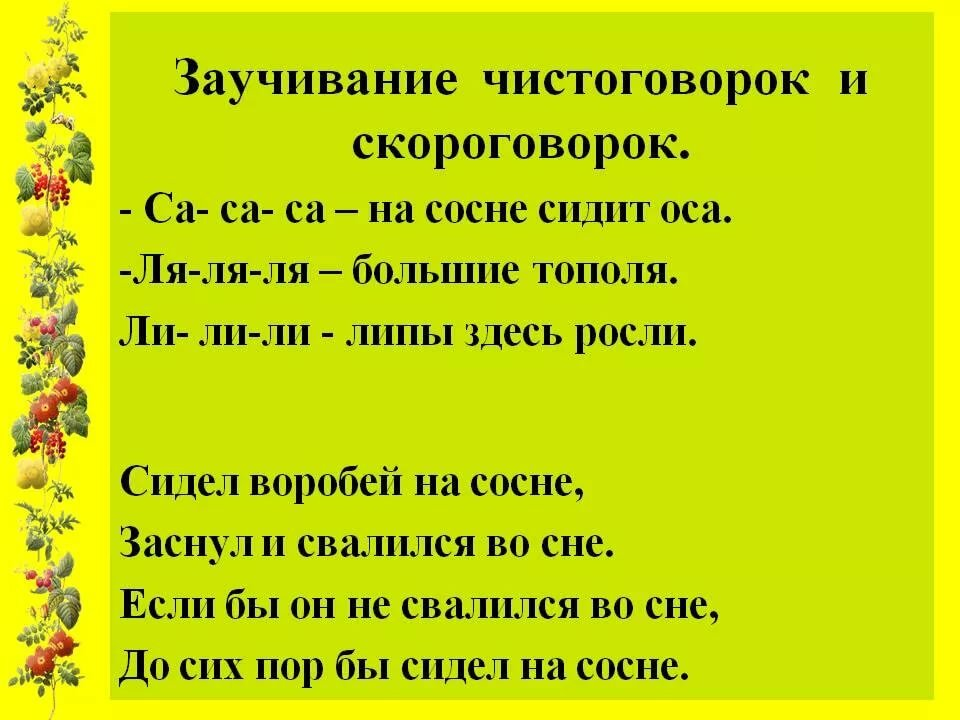 Заучивание чистоговорок и
скороговорок.
- Са- са- са – на сосне сидит оса.
-Ля-ля-ля – большие тополя.
Ли- ли-ли - липы здесь росли.
Сидел воробей на сосне,
Заснул и свалился во сне.
Если бы он не свалился во сне,
До сих пор бы сидел на сосне.